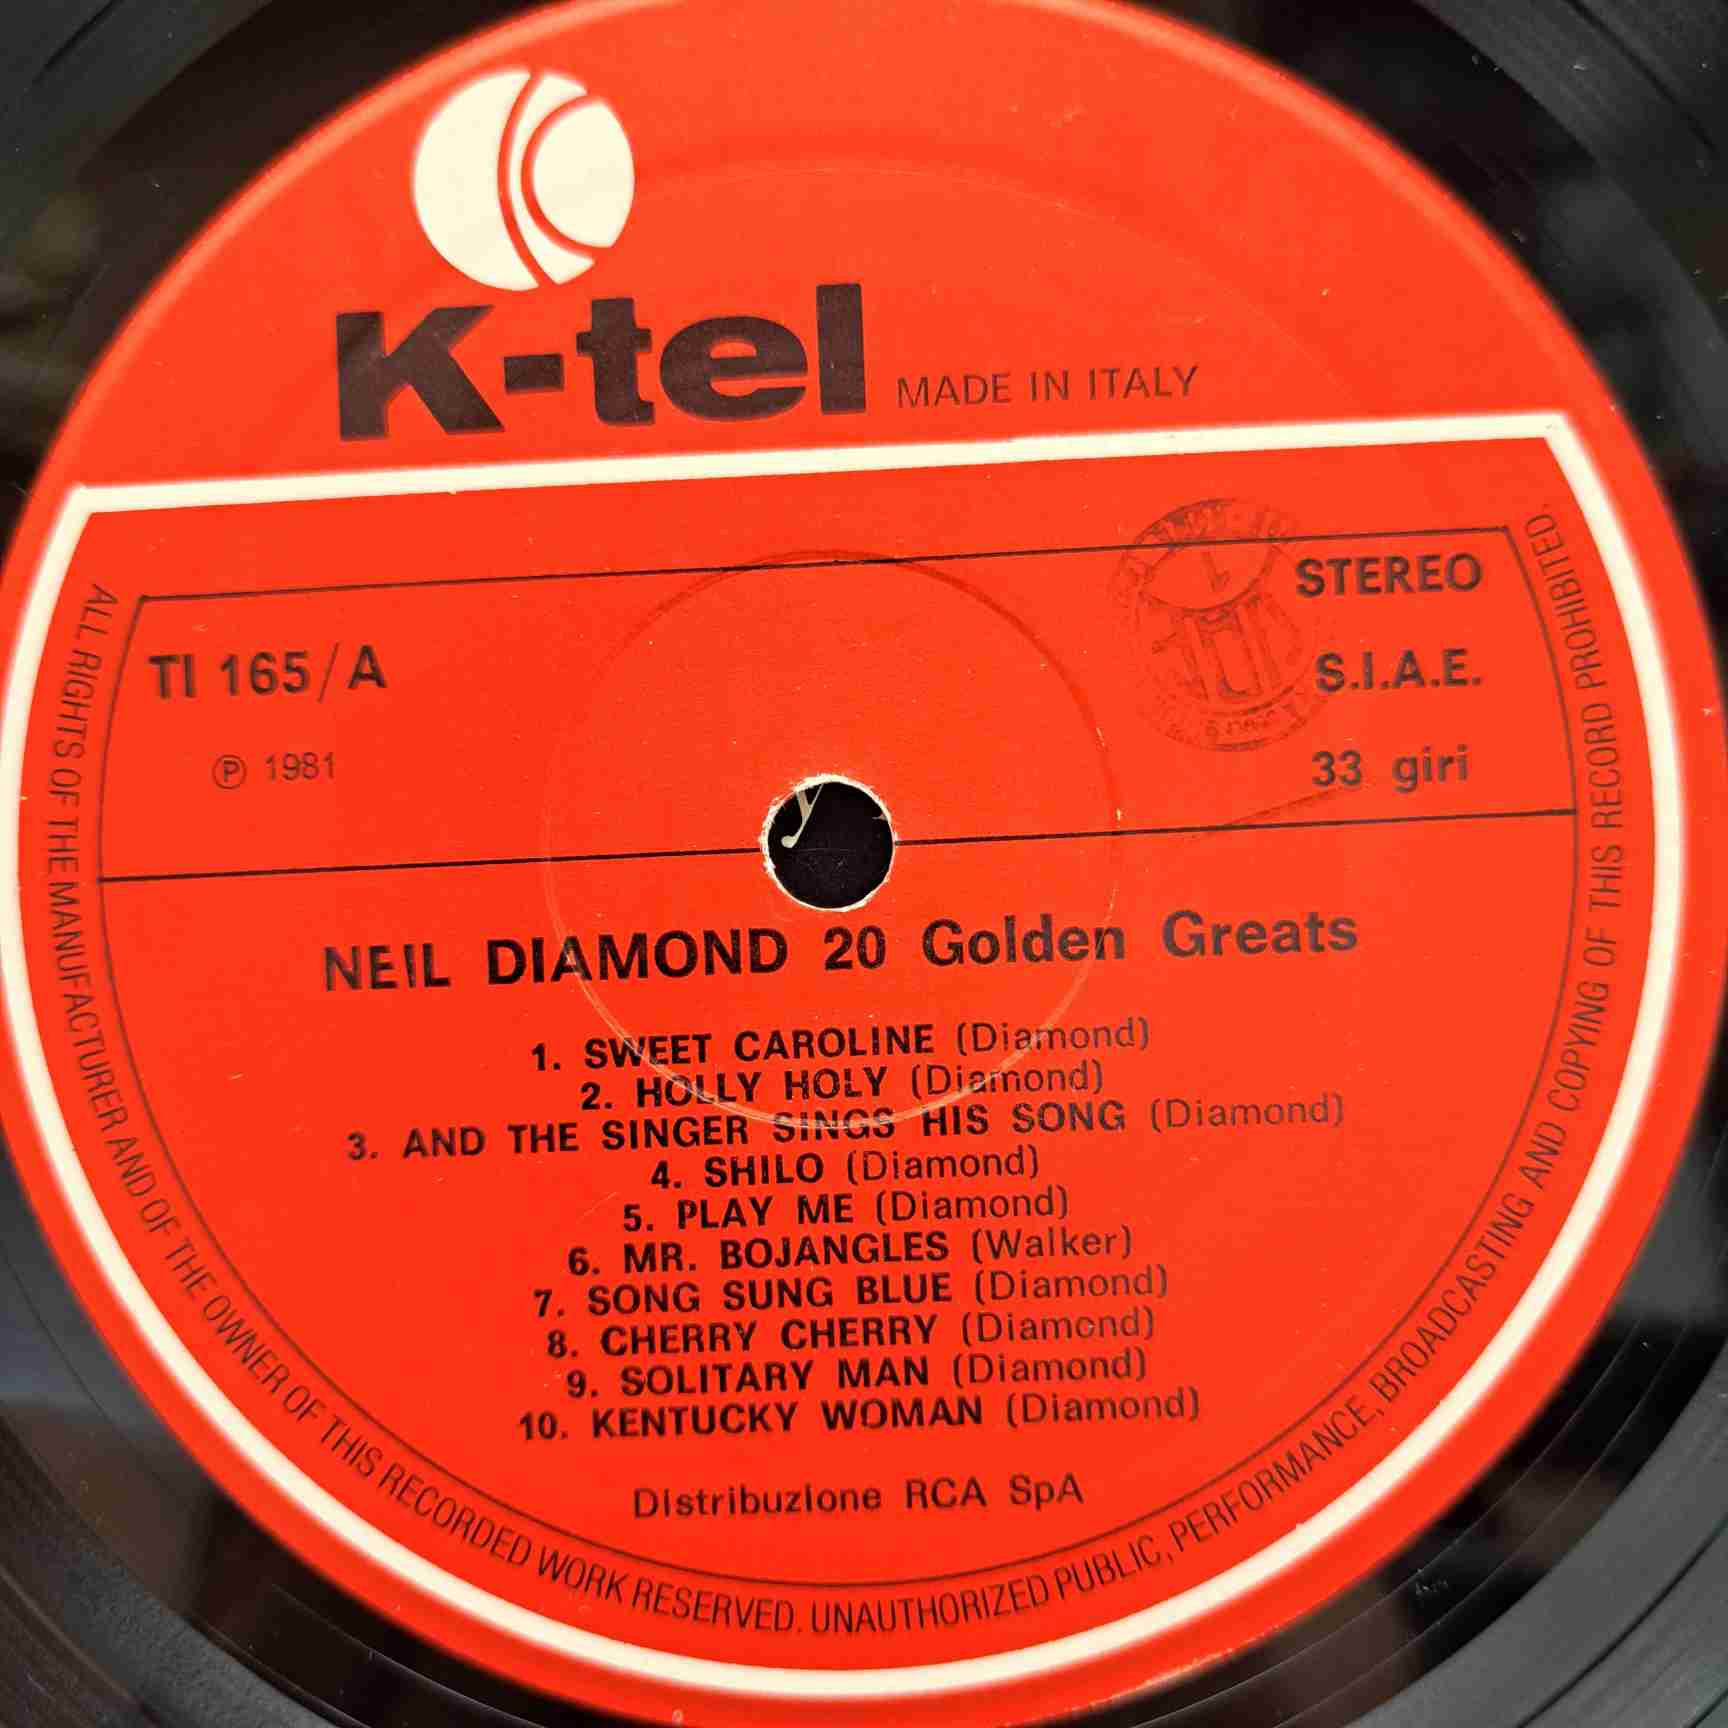 K-tel MADE IN ITALY
STEREO
TI 165/A
S.I.A.E.
℗ 1981
33 giri
NEIL DIAMOND 20 Golden Greats
1. SWEET CAROLINE (Diamond)
2. HOLLY HOLY (Diamond)
3. AND THE SINGER SINGS HIS SONG (Diamond)
4. SHILO (Diamond)
5. PLAY ME (Diamond)
6. MR. BOJANGLES (Walker)
7. SONG SUNG BLUE (Diamond)
8. CHERRY CHERRY (Diamond)
9. SOLITARY MAN (Diamond)
10. KENTUCKY WOMAN (Diamond)
Distribuzione RCA SpA
ALL RIGHTS OF THE MANUFACTURER AND OF THE OWNER OF THIS RECORDED WORK RESERVED. UNAUTHORIZED PUBLIC, PERFORMANCE, BROADCASTING AND COPYING OF THIS RECORD PROHIBITED.
y